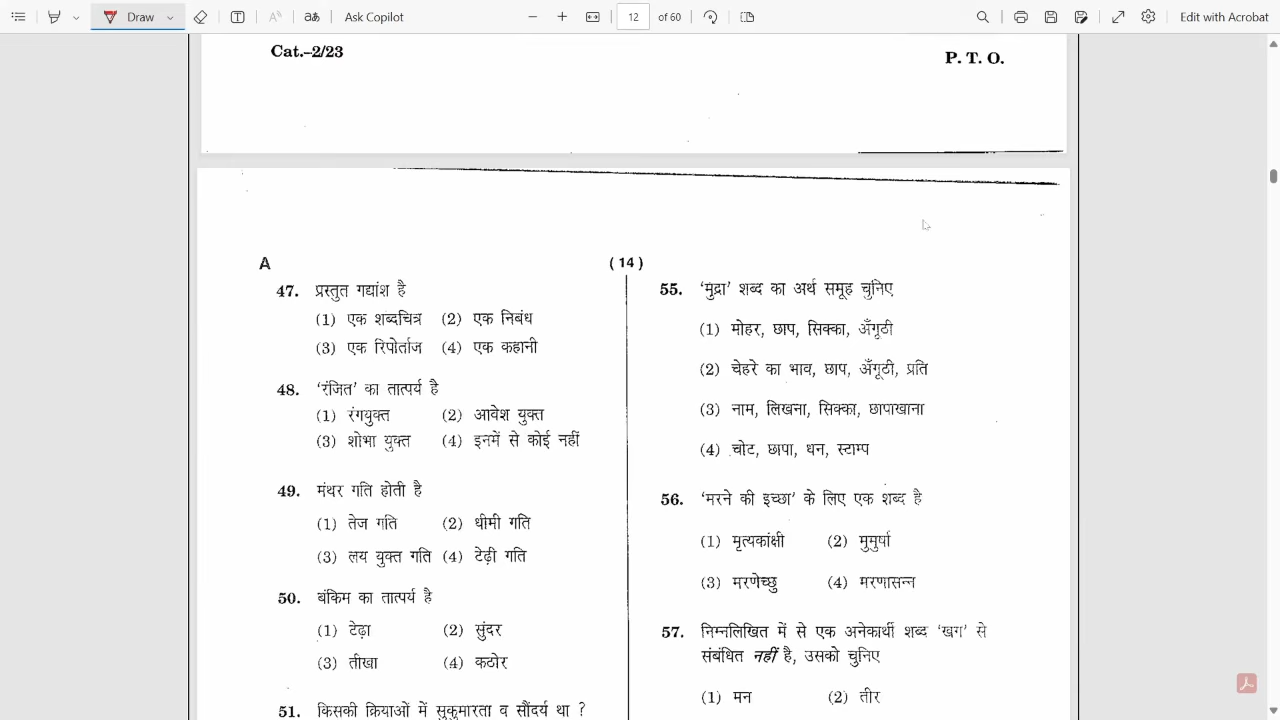 Draw
Ask Copilot
12 of 60
Edit with Acrobat
Cat.–2/23
P. T. O.
A
( 14 )
47. प्रस्तुत गद्यांश है
(1) एक शब्दचित्र (2) एक निबंध
(3) एक रिपोर्ताज (4) एक कहानी
48. ‘रंजित’ का तात्पर्य है
(1) रंगयुक्त (2) आवेश युक्त
(3) शोभा युक्त (4) इनमें से कोई नहीं
49. मंथर गति होती है
(1) तेज गति (2) धीमी गति
(3) लय युक्त गति (4) टेढ़ी गति
50. बंकिम का तात्पर्य है
(1) टेढ़ा (2) सुंदर
(3) तीखा (4) कठोर
51. किसकी क्रियाओं में सुकुमारता व सौंदर्य था ?
55. ‘मुद्रा’ शब्द का अर्थ समूह चुनिए
(1) मोहर, छाप, सिक्का, अँगूठी
(2) चेहरे का भाव, छाप, अँगूठी, प्रति
(3) नाम, लिखना, सिक्का, छापाखाना
(4) चोट, छापा, धन, स्टाम्प
56. ‘मरने की इच्छा’ के लिए एक शब्द है
(1) मृत्यकांक्षी (2) मुमुर्षा
(3) मरणेच्छु (4) मरणासन्न
57. निम्नलिखित में से एक अनेकार्थी शब्द ‘खग’ से
संबंधित नहीं है, उसको चुनिए
(1) मन (2) तीर